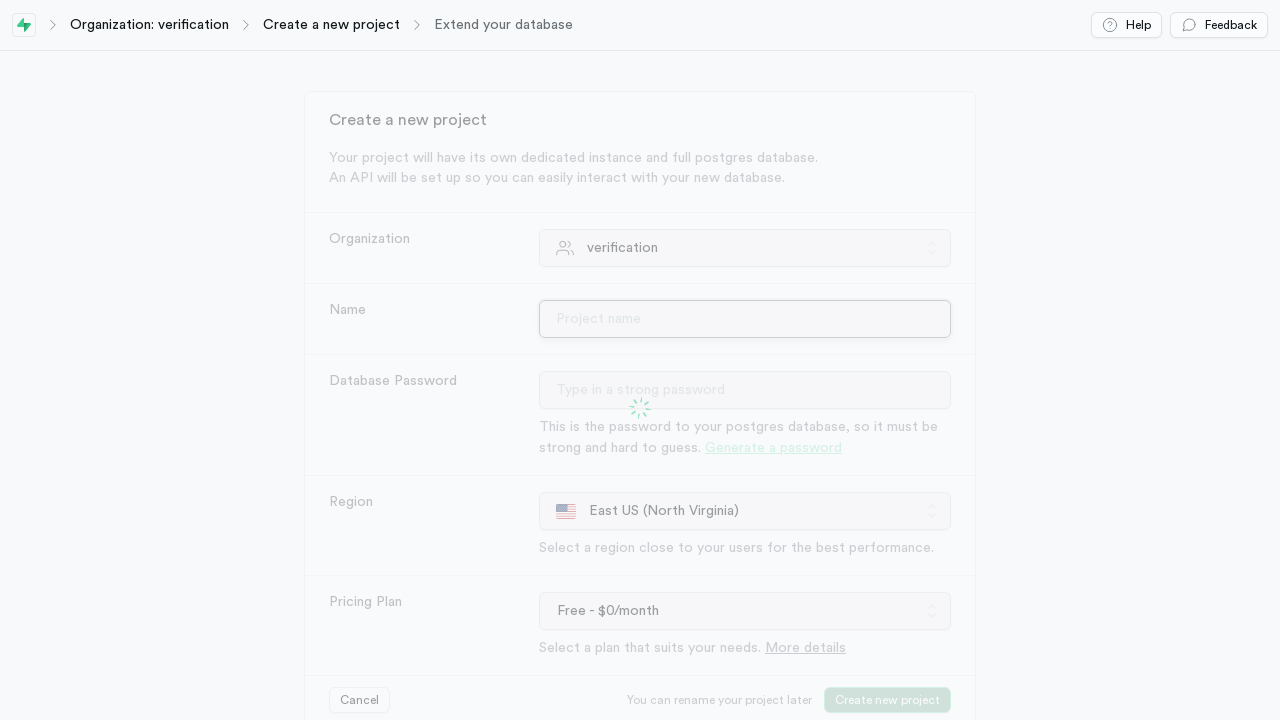 Organization: verification
Create a new project
Extend your database
Help
Feedback
Create a new project
Your project will have its own dedicated instance and full postgres database.
An API will be set up so you can easily interact with your new database.
Organization
verification
Name
Project name
Database Password
Type in a strong password
This is the password to your postgres database, so it must be
strong and hard to guess. Generate a password
Region
East US (North Virginia)
Select a region close to your users for the best performance.
Pricing Plan
Free - $0/month
Select a plan that suits your needs. More details
Cancel
You can rename your project later
Create new project